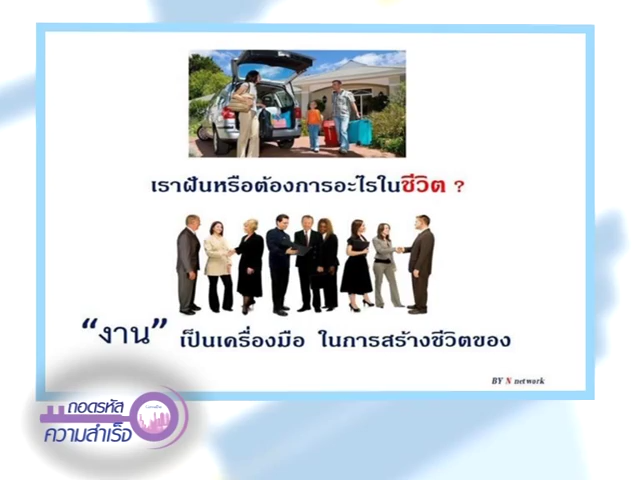 เราฝันหรือต้องการอะไรในชีวิต ?
“งาน” เป็นเครื่องมือ ในการสร้างชีวิตของ
BY N network
ถอดรหัส
ความสำเร็จ